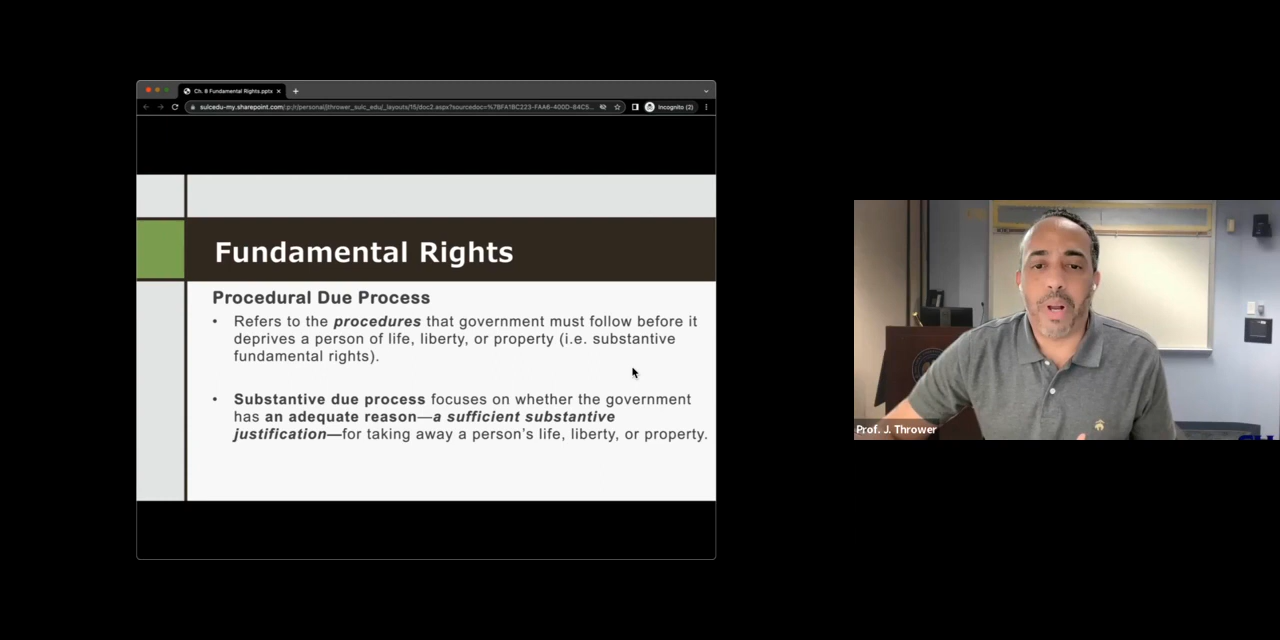 Ch. 8 Fundamental Rights.pptx
Incognito (2)
Fundamental Rights
Procedural Due Process
• Refers to the procedures that government must follow before it
deprives a person of life, liberty, or property (i.e. substantive
fundamental rights).
• Substantive due process focuses on whether the government
has an adequate reason—a sufficient substantive
justification—for taking away a person's life, liberty, or property.
Prof. J. Thrower